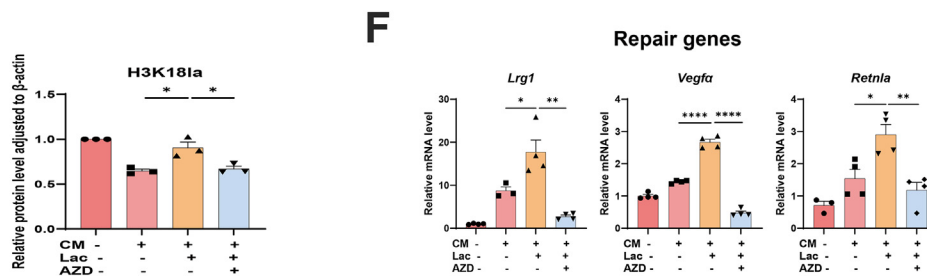 H3K18la
Relative protein level adjusted to β-actin
1.5
1.0
0.5
0.0
* *
CM - + + +
Lac - - + +
AZD - - - +
F
Repair genes
Lrg1
Relative mRNA level
30
20
10
0
* **
CM - + + +
Lac - - + +
AZD - - - +
Vegfα
Relative mRNA level
4
3
2
1
0
**** ****
CM - + + +
Lac - - + +
AZD - - - +
Retnla
Relative mRNA level
4
3
2
1
0
* **
CM - + + +
Lac - - + +
AZD - - - +